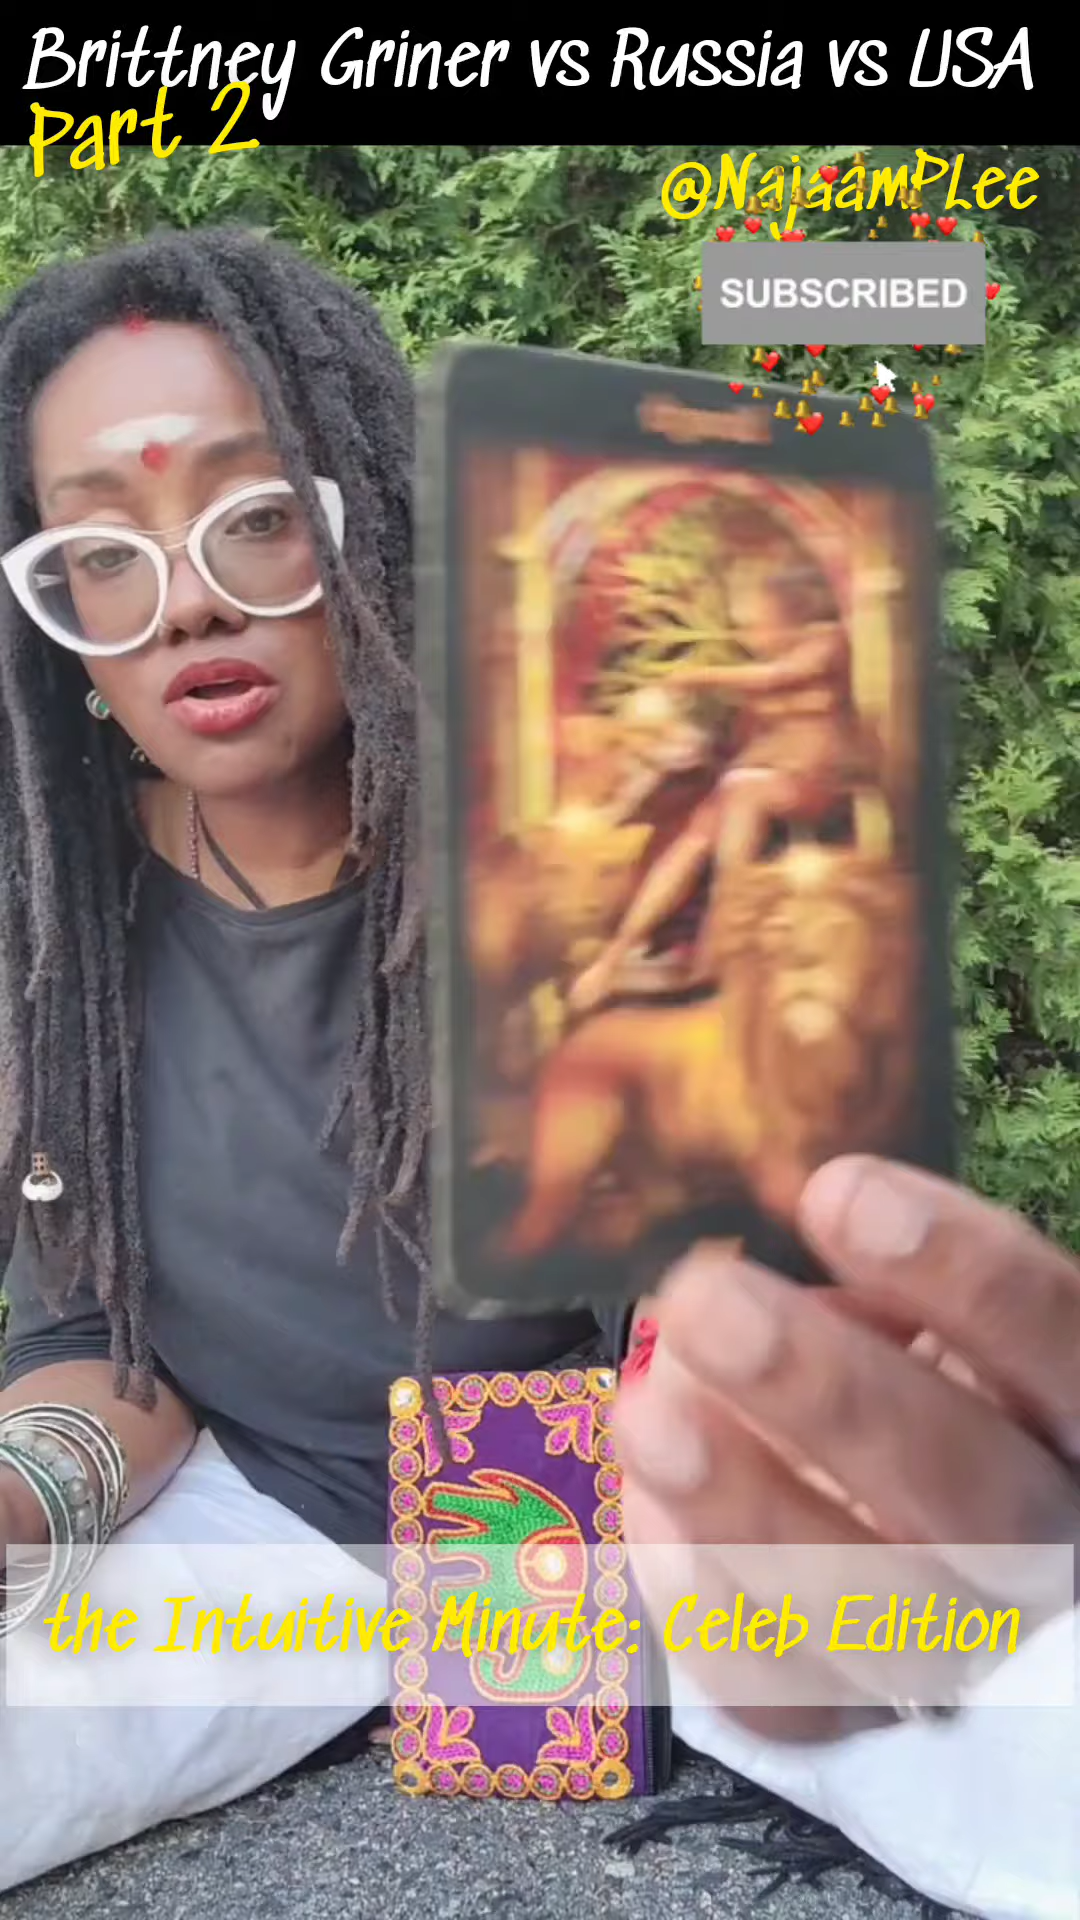 Brittney Griner vs Russia vs USA
Part 2
@NajaamPLee
SUBSCRIBED
the Intuitive Minute: Celeb Edition